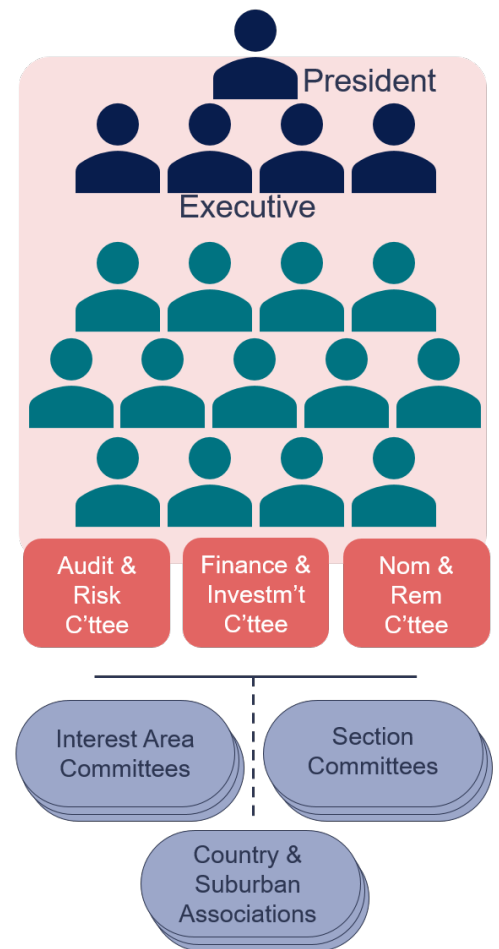 President
Executive
Audit &
Risk
C'ttee
Finance &
Investm't
C'ttee
Nom &
Rem
C'ttee
Interest Area
Committees
Section
Committees
Country &
Suburban
Associations